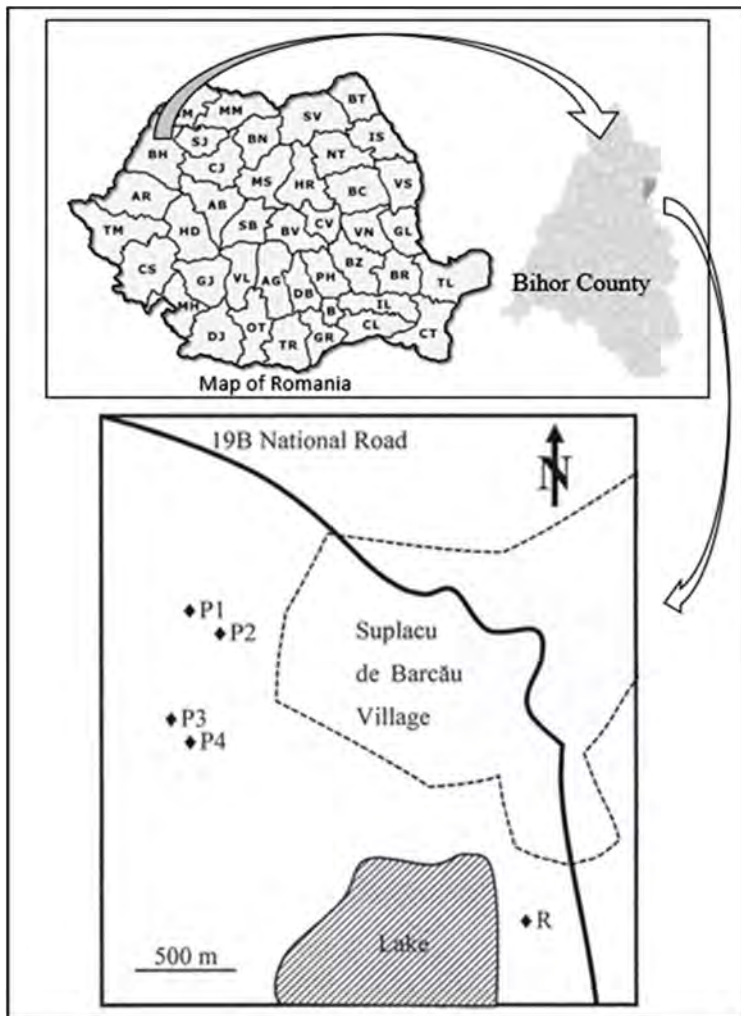 BT
MM
SV
SJ
BN
IS
BH
NT
CJ
MS
HR
BC
VS
AR
AB
TM
HD
SB
BV
CV
VN
GL
CS
GJ
VL
AG
PH
BZ
BR
TL
DB
MH
IL
B
OT
CL
DJ
TR
GR
CT
Map of Romania
Bihor County
19B National Road
N
P1
P2
Suplacu
de Barcău
Village
P3
P4
R
Lake
500 m